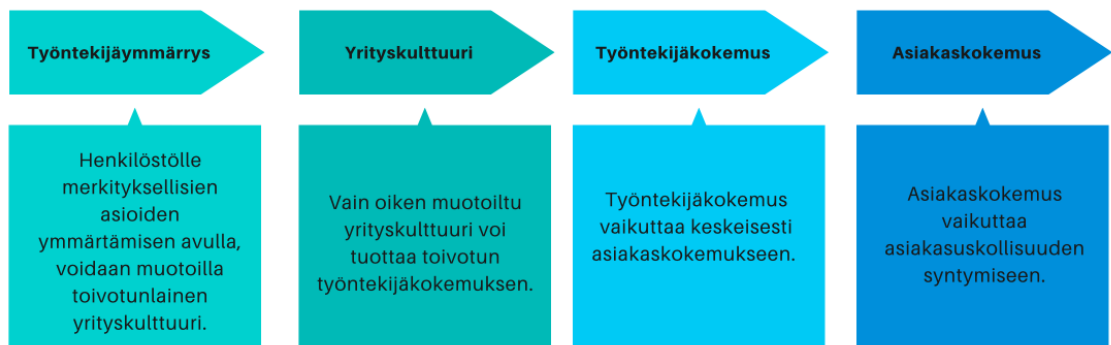 Työntekijäymmärrys
Yrityskulttuuri
Työntekijäkokemus
Asiakaskokemus
Henkilöstölle
merkityksellisien
asioiden
ymmärtämisen avulla,
voidaan muotoilla
toivotunlainen
yrityskulttuuri.
Vain oiken muotoiltu
yrityskulttuuri voi
tuottaa toivotun
työntekijäkokemuksen.
Työntekijäkokemus
vaikuttaa keskeisesti
asiakaskokemukseen.
Asiakaskokemus
vaikuttaa
asiakasuskollisuuden
syntymiseen.